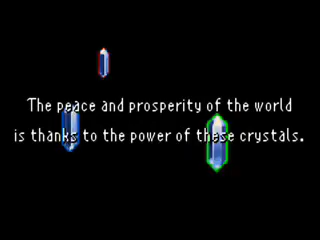 The peace and prosperity of the world
is thanks to the power of these crystals.